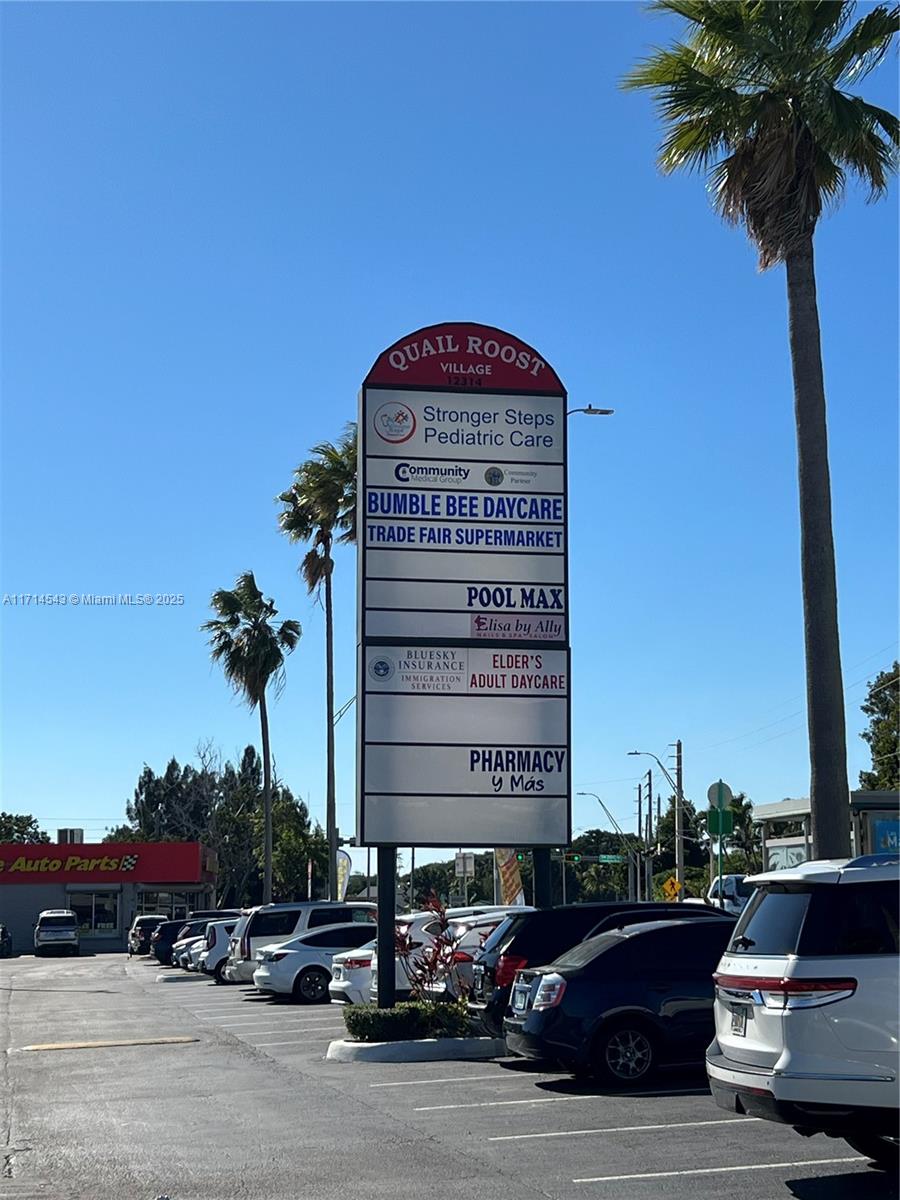 QUAIL ROOST
VILLAGE
12314
Stronger Steps
Pediatric Care
Community
Medical Group
Community
Partner
BUMBLE BEE DAYCARE
TRADE FAIR SUPERMARKET
POOL MAX
Elisa by Ally
NAILS & SPA SALON
BLUESKY
INSURANCE
IMMIGRATION
SERVICES
ELDER'S
ADULT DAYCARE
PHARMACY
y Más
A11714543 © Miami MLS® 2025
e Auto Parts